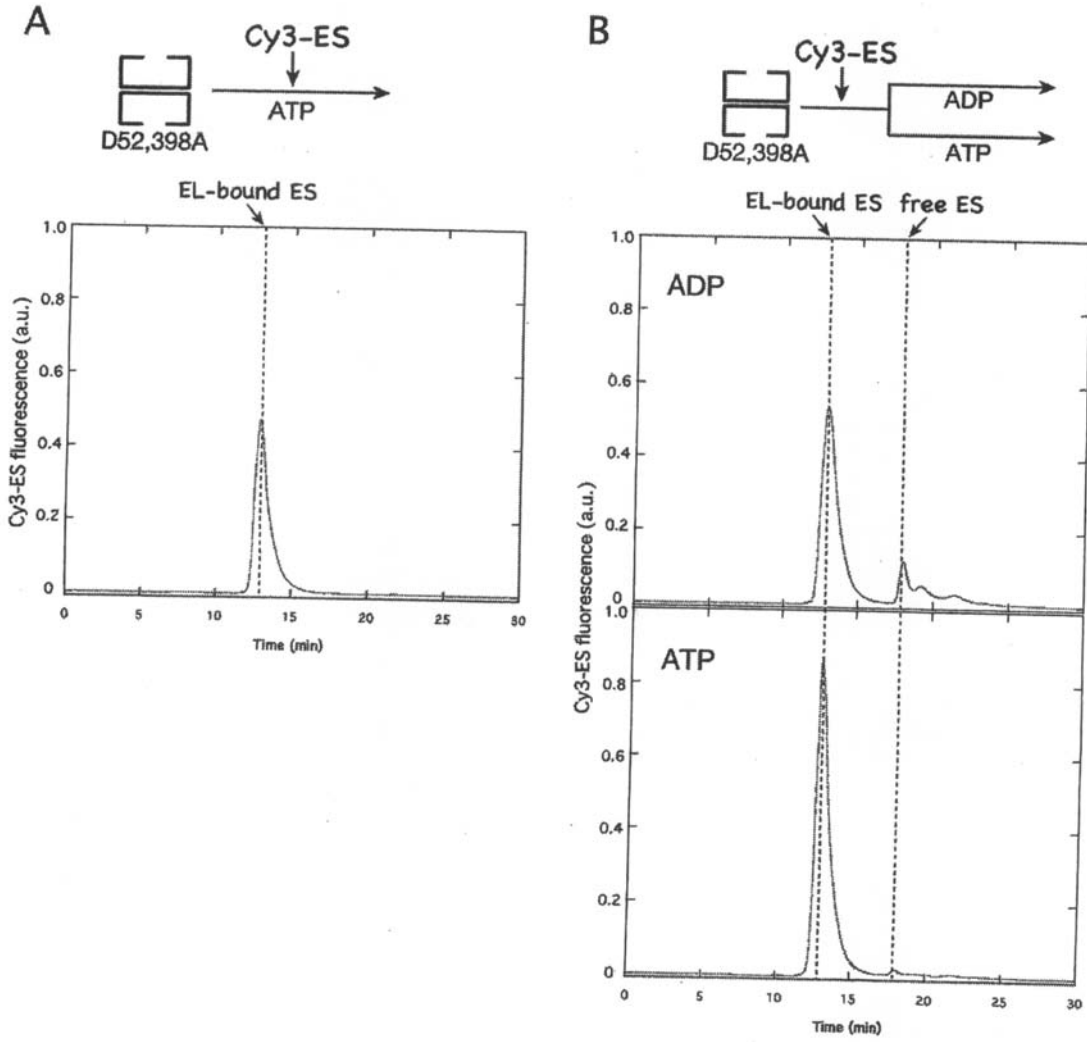 A
Cy3-ES
ATP
D52,398A
EL-bound ES
1.0
0.8
0.6
0.4
0.2
0
Cy3-ES fluorescence (a.u.)
0 5 10 15 20 25 30
Time (min)
B
Cy3-ES
ADP
ATP
D52,398A
EL-bound ES free ES
1.0
0.8
0.6
0.4
0.2
0
ADP
Cy3-ES fluorescence (a.u.)
1.0
0.8
0.6
0.4
0.2
0
ATP
0 5 10 15 20 25 30
Time (min)